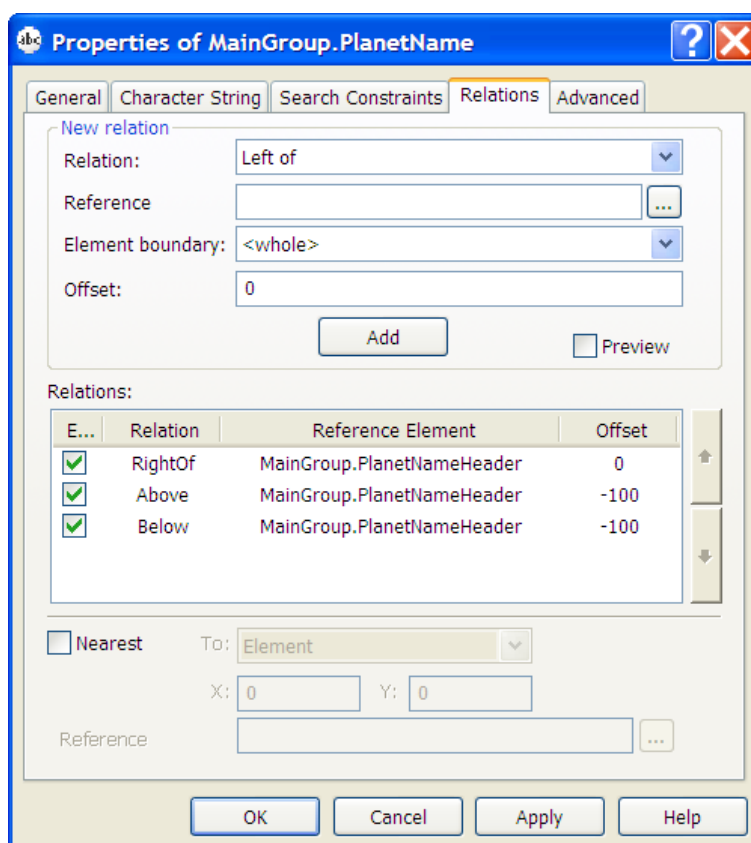 abc Properties of MainGroup.PlanetName ?
General Character String Search Constraints Relations Advanced
New relation
Relation: Left of
Reference ...
Element boundary: <whole>
Offset: 0
Add Preview
Relations:
E... Relation Reference Element Offset
RightOf MainGroup.PlanetNameHeader 0
Above MainGroup.PlanetNameHeader -100
Below MainGroup.PlanetNameHeader -100
Nearest To: Element
X: 0 Y: 0
Reference ...
OK Cancel Apply Help